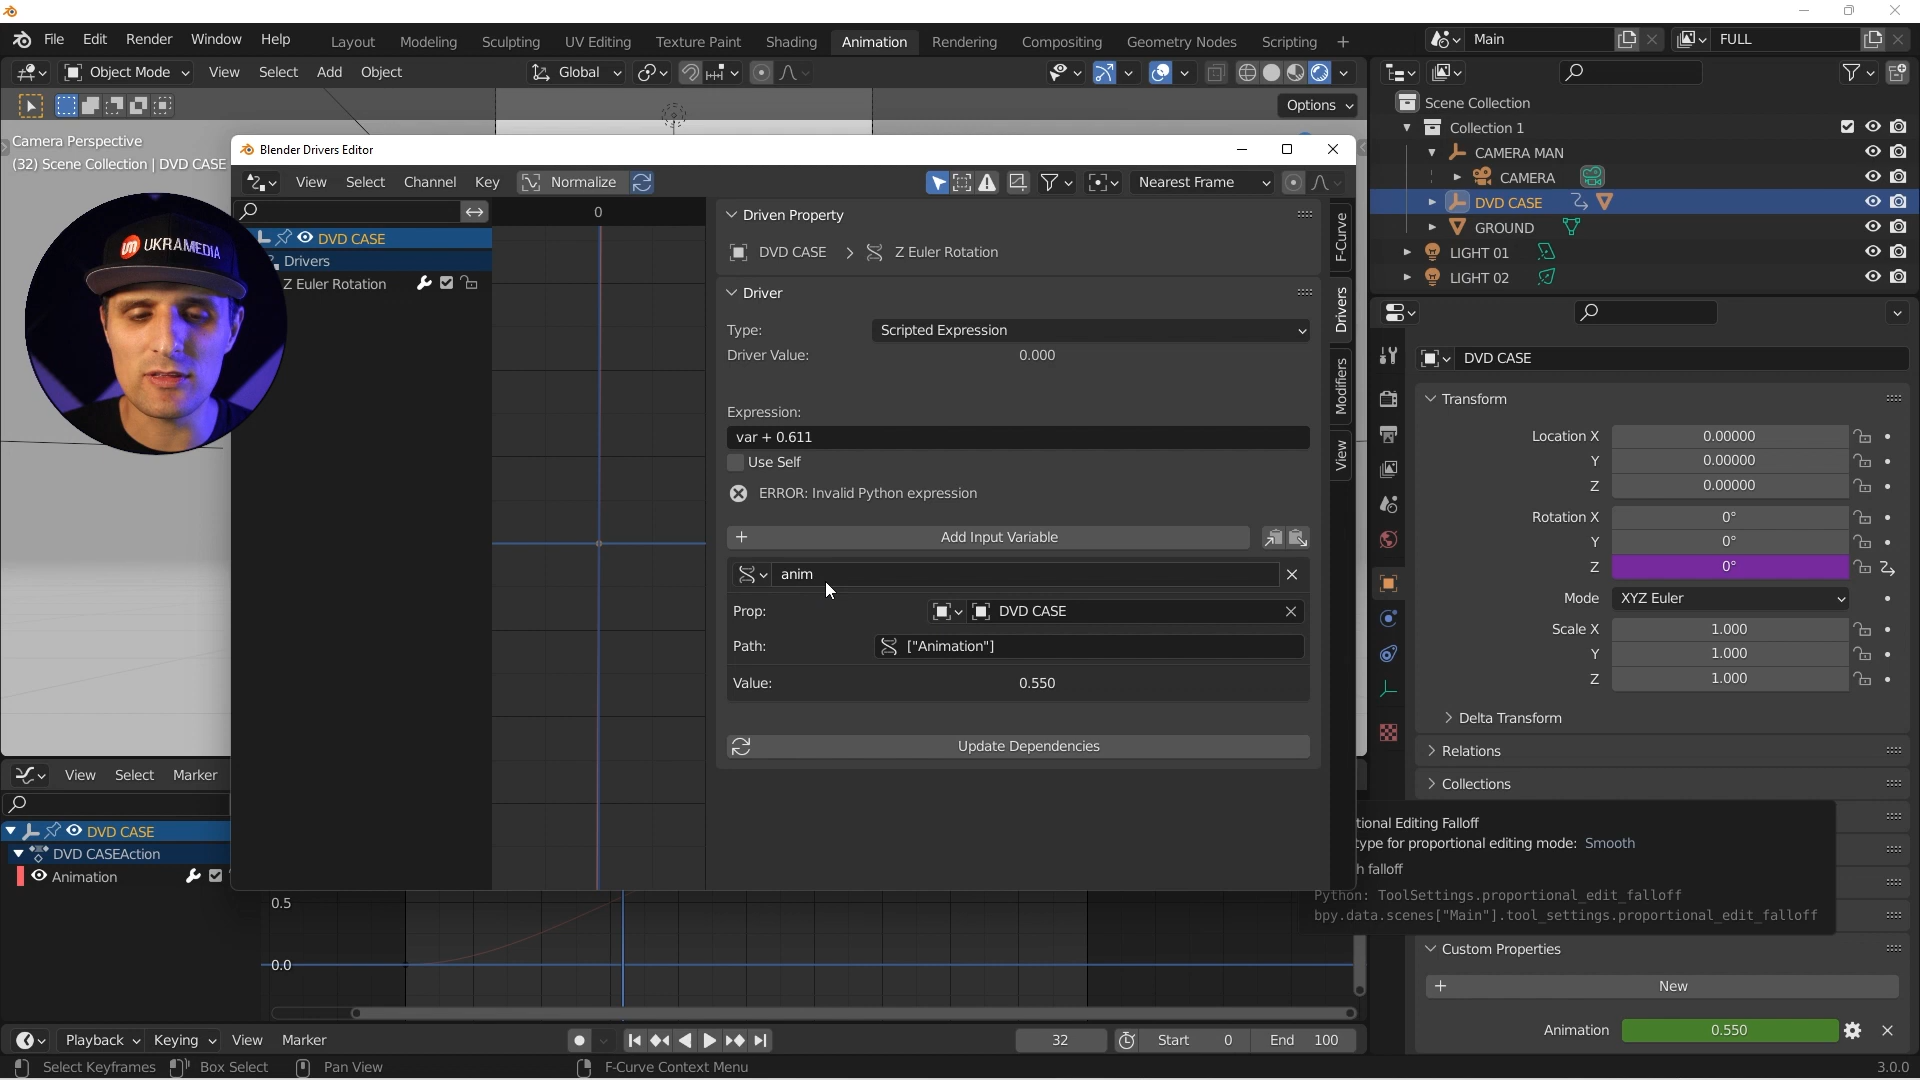 File Edit Render Window Help Layout Modeling Sculpting UV Editing Texture Paint Shading Animation Rendering Compositing Geometry Nodes Scripting + Main FULL
Object Mode View Select Add Object Global
Options
Camera Perspective
(32) Scene Collection | DVD CASE
UKRAMEDIA
Blender Drivers Editor
View Select Channel Key Normalize Nearest Frame
0
DVD CASE
Drivers
Z Euler Rotation
Driven Property
DVD CASE > Z Euler Rotation
Driver
Type: Scripted Expression
Driver Value: 0.000
Expression:
var + 0.611
Use Self
ERROR: Invalid Python expression
Add Input Variable
anim
Prop: DVD CASE
Path: ["Animation"]
Value: 0.550
Update Dependencies
F-Curve
Drivers
Modifiers
View
Scene Collection
Collection 1
CAMERA MAN
CAMERA
DVD CASE
GROUND
LIGHT 01
LIGHT 02
DVD CASE
Transform
Location X 0.00000
Y 0.00000
Z 0.00000
Rotation X 0°
Y 0°
Z 0°
Mode XYZ Euler
Scale X 1.000
Y 1.000
Z 1.000
Delta Transform
Relations
Collections
tional Editing Falloff
type for proportional editing mode: Smooth
h falloff
Python: ToolSettings.proportional_edit_falloff
bpy.data.scenes["Main"].tool_settings.proportional_edit_falloff
Custom Properties
New
Animation 0.550
View Select Marker
DVD CASE
DVD CASEAction
Animation
0.5
0.0
Playback Keying View Marker 32 Start 0 End 100
Select Keyframes Box Select Pan View F-Curve Context Menu 3.0.0